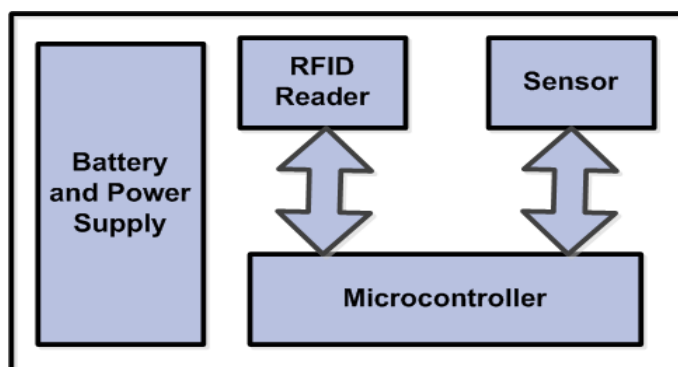 Battery
and Power
Supply
RFID
Reader
Sensor
Microcontroller